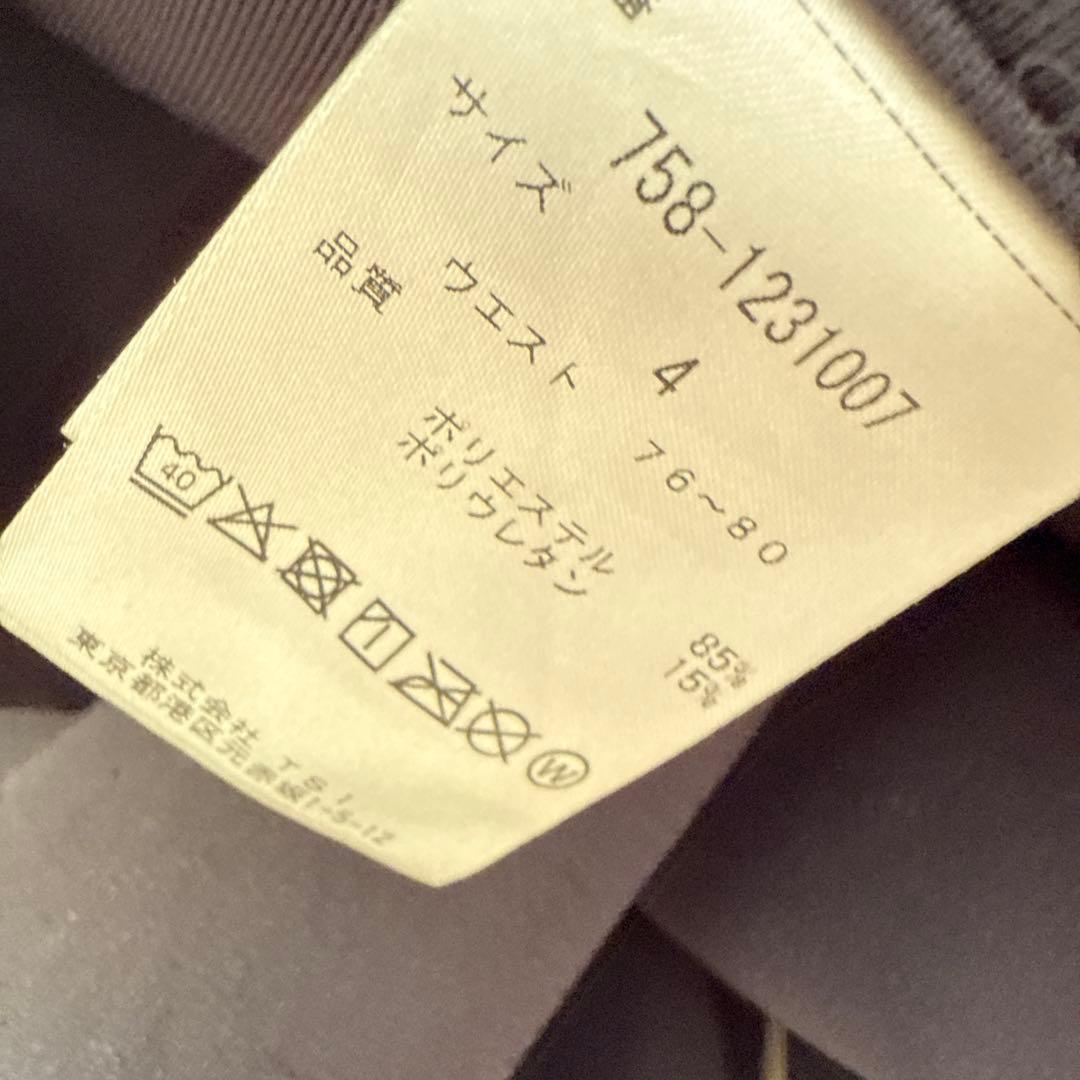 番
758-1231007
サイズ 4
ウエスト 76～80
品質
ポリエステル 85%
ポリウレタン 15%
40
W
株式会社 TSI
東京都港区元赤坂1-5-12